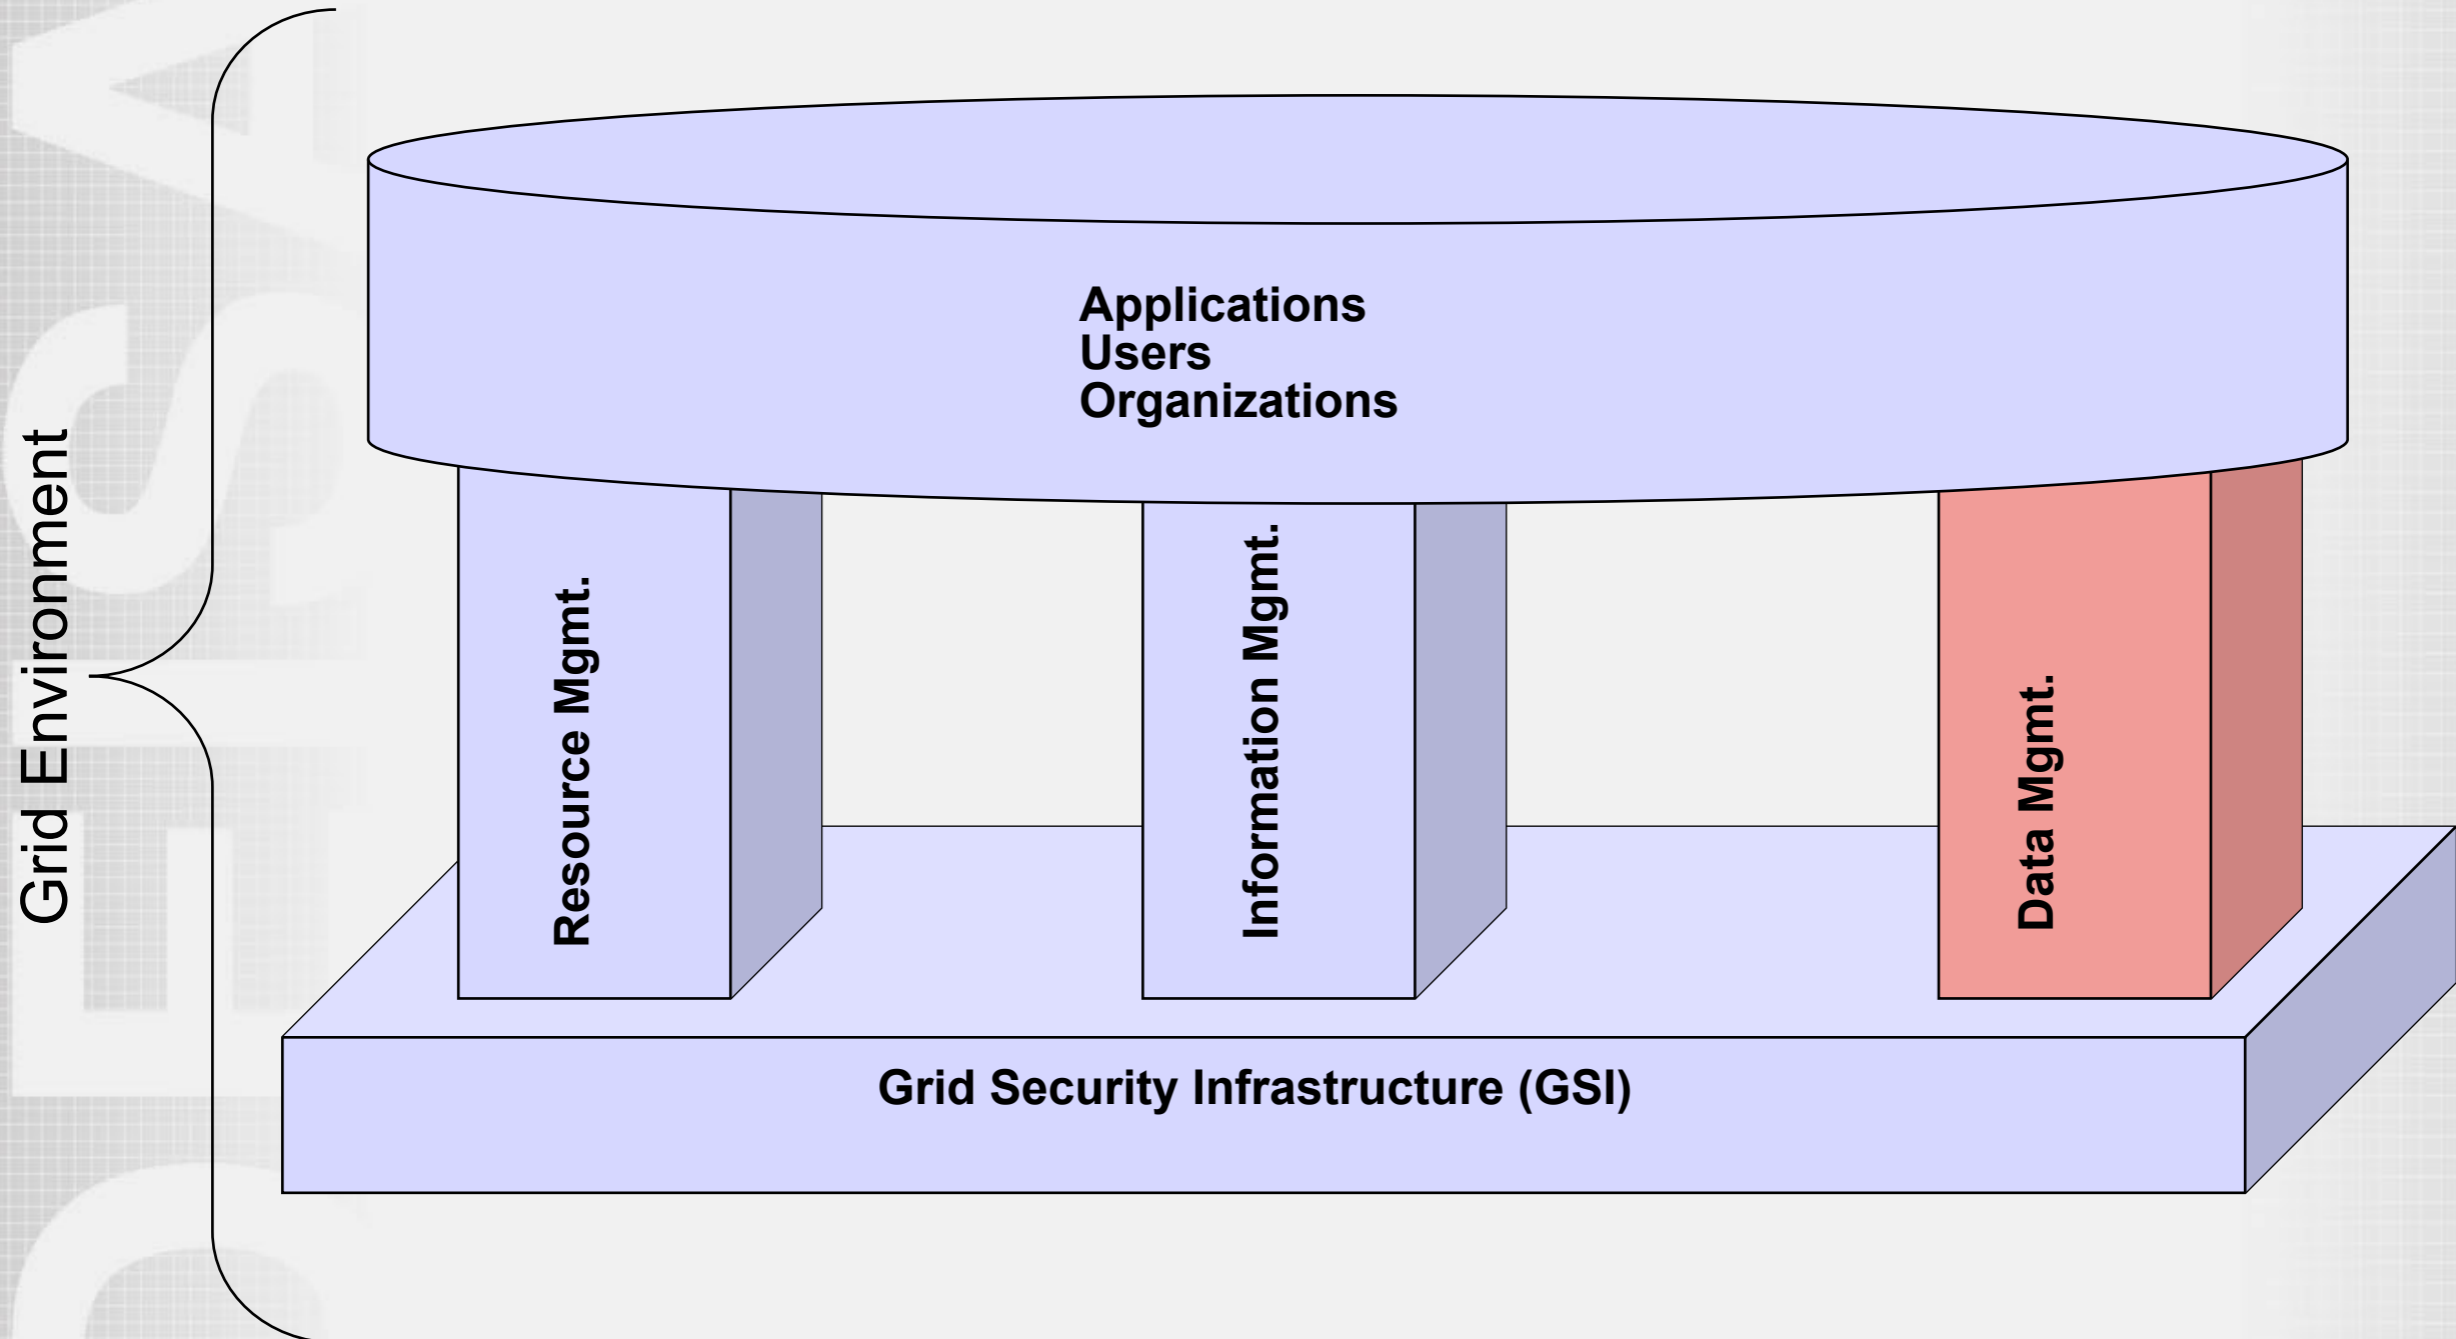 Grid Environment
Applications
Users
Organizations
Resource Mgmt.
Information Mgmt.
Data Mgmt.
Grid Security Infrastructure (GSI)